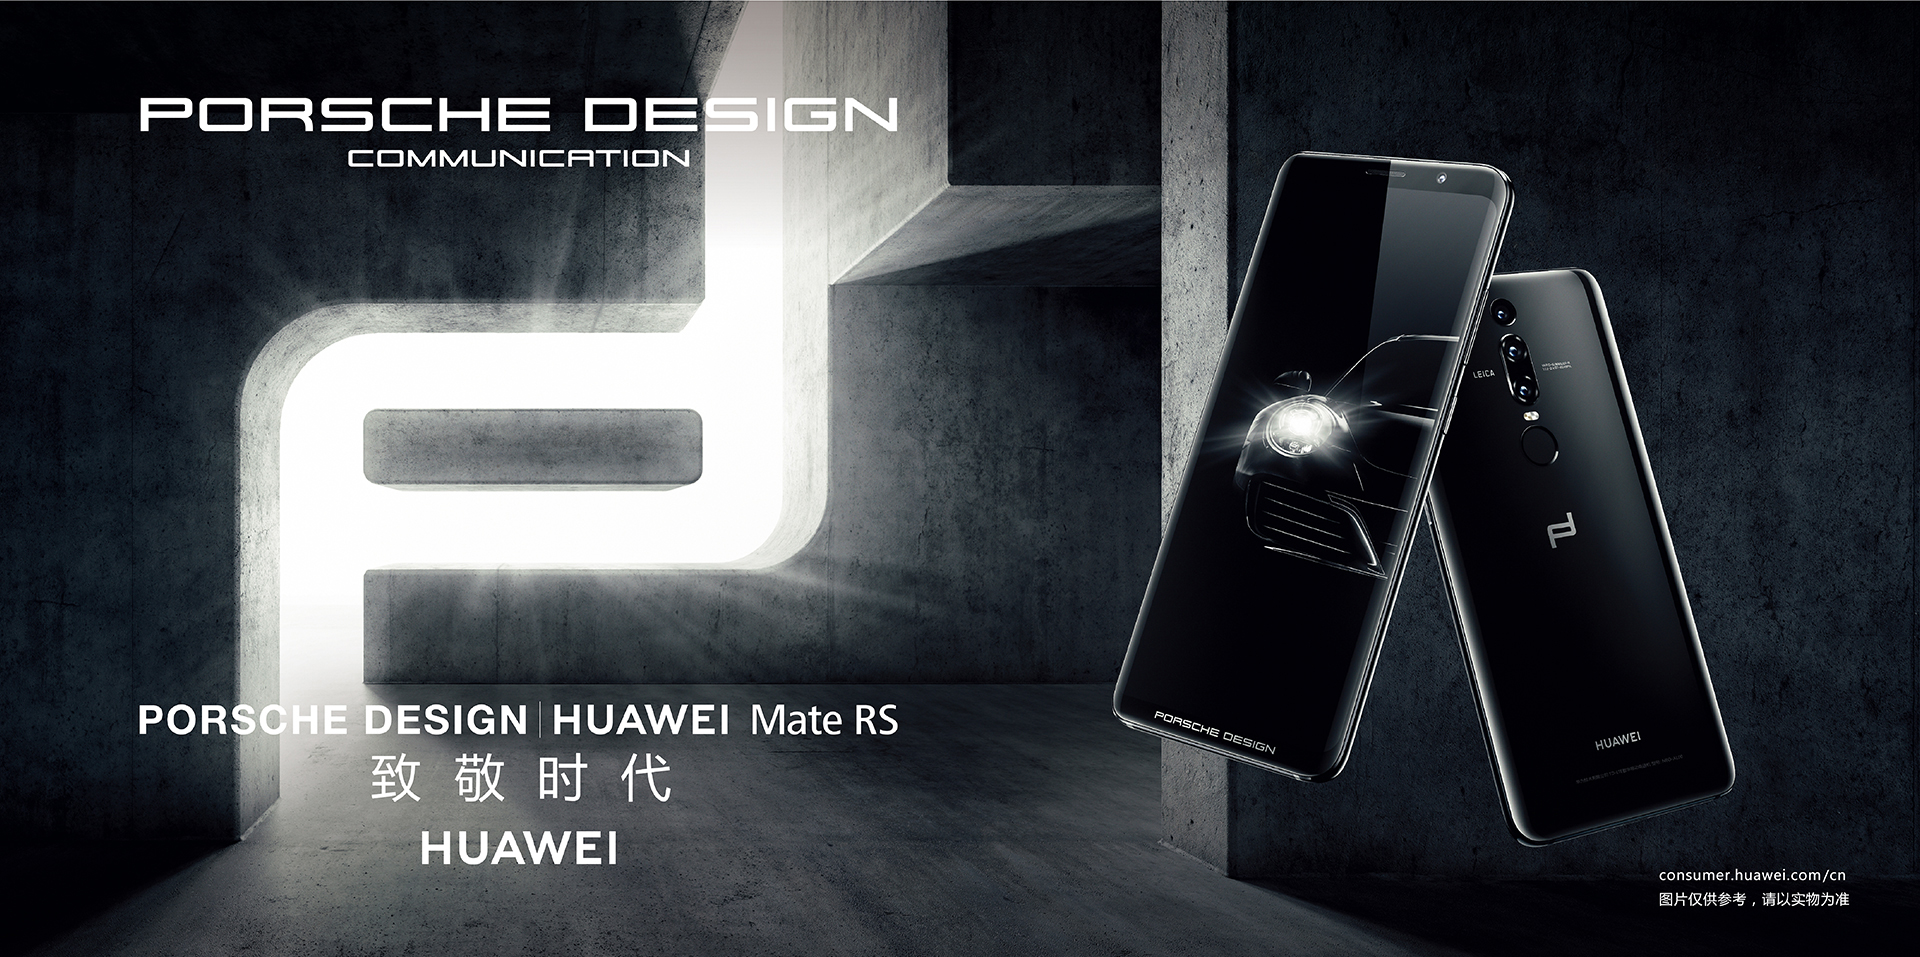 PORSCHE DESIGN
COMMUNICATION
PORSCHE DESIGN | HUAWEI Mate RS
致敬时代
HUAWEI
PORSCHE DESIGN
LEICA
HUAWEI
consumer.huawei.com/cn
图片仅供参考，请以实物为准